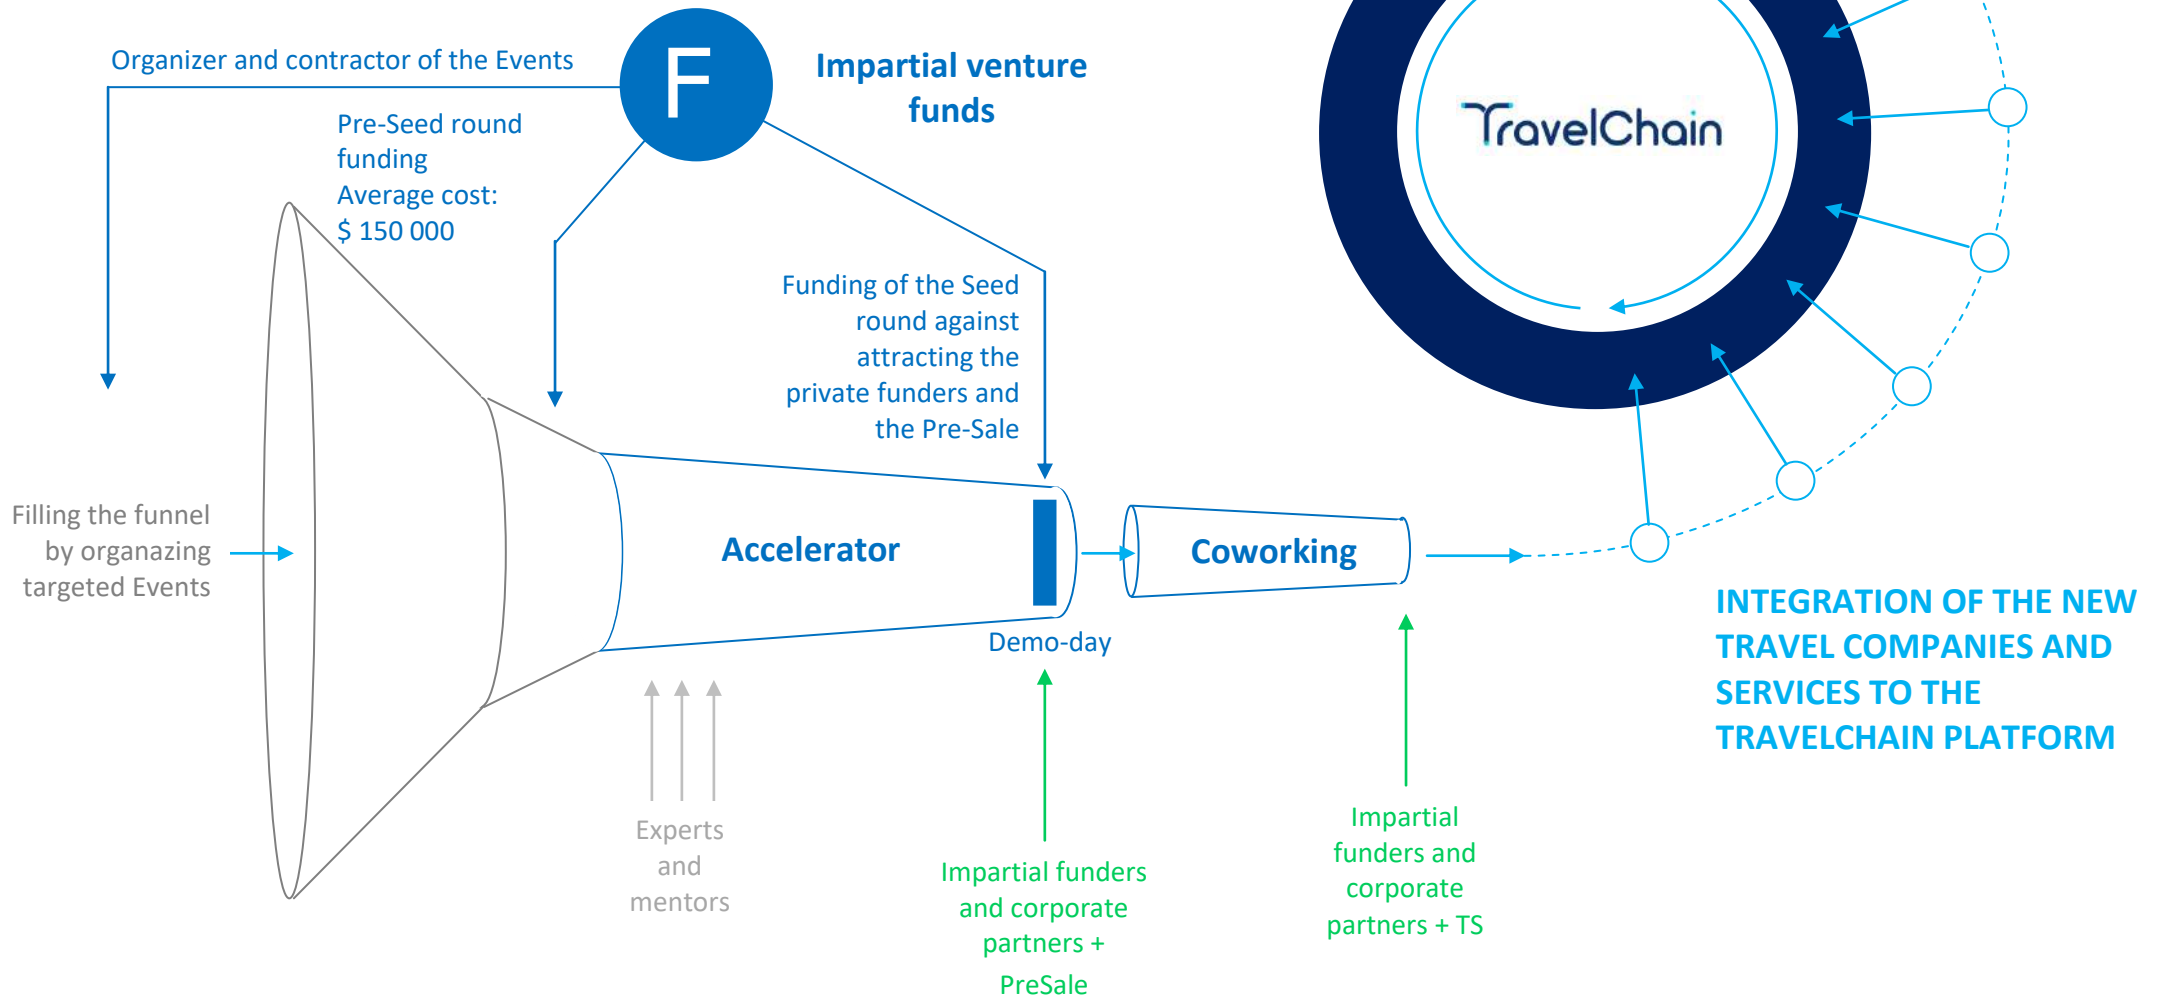 Organizer and contractor of the Events
F
Impartial venture
funds
Pre-Seed round
funding
Average cost:
$ 150 000
TravelChain
Funding of the Seed
round against
attracting the
private funders and
the Pre-Sale
Filling the funnel
by organazing
targeted Events
Accelerator
Coworking
Demo-day
INTEGRATION OF THE NEW
TRAVEL COMPANIES AND
SERVICES TO THE
TRAVELCHAIN PLATFORM
Experts
and
mentors
Impartial funders
and corporate
partners +
PreSale
Impartial
funders and
corporate
partners + TS